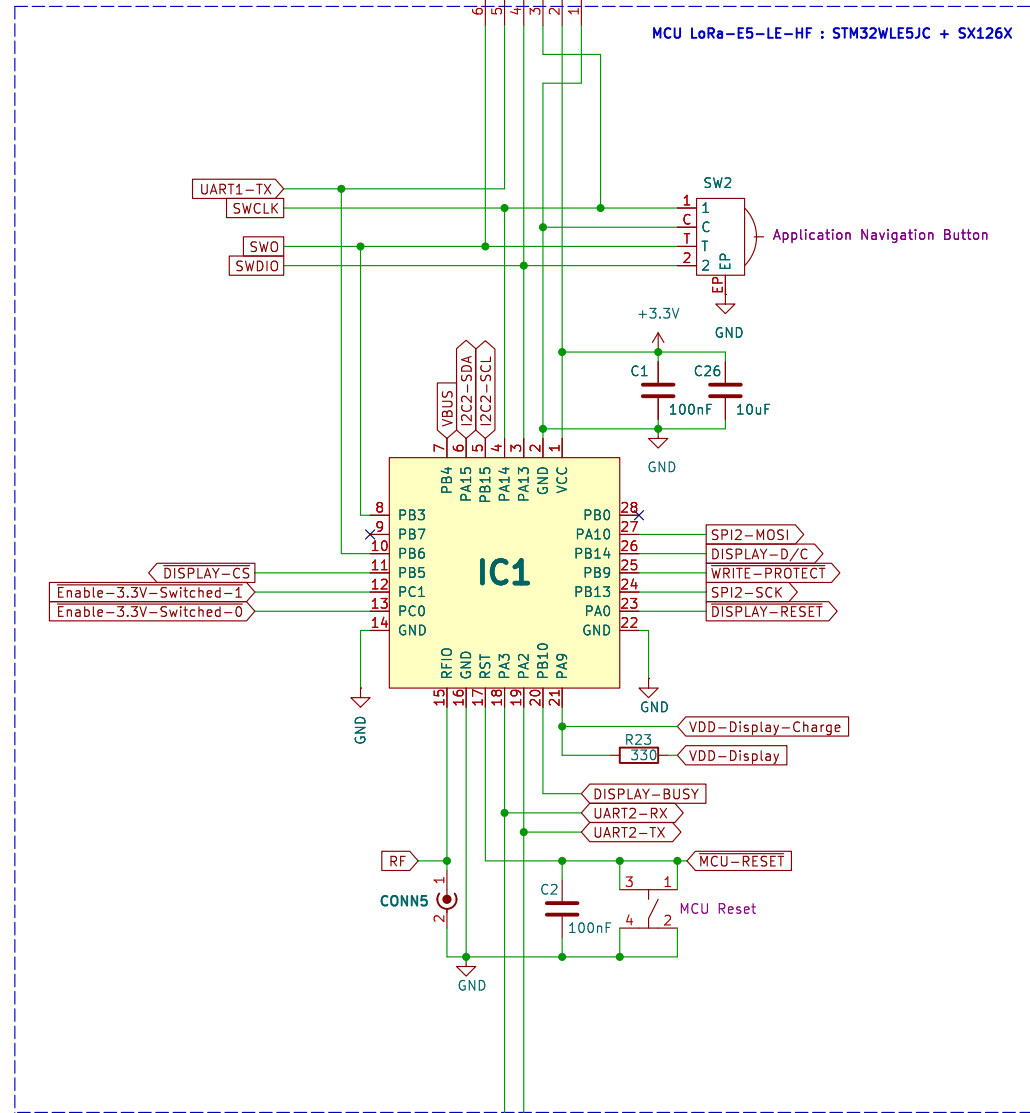 6 5 4 3 2 1
MCU LoRa-E5-LE-HF : STM32WLE5JC + SX126X
UART1-TX
SWCLK
SWO
SWDIO
SW2
1 1
C C
T T
2 2
EP
EP
Application Navigation Button
GND
+3.3V
C1
100nF
C26
10uF
GND
VBUS
I2C2-SDA
I2C2-SCL
7 6 5 4 3 2 1
PB4 PA15 PB15 PA14 PA13 GND VCC
8 PB3
9 PB7
10 PB6
11 PB5
12 PC1
13 PC0
14 GND
DISPLAY-CS
Enable-3.3V-Switched-1
Enable-3.3V-Switched-0
IC1
PB0 28
PA10 27
PB14 26
PB9 25
PB13 24
PA0 23
GND 22
SPI2-MOSI
DISPLAY-D/C
WRITE-PROTECT
SPI2-SCK
DISPLAY-RESET
RFIO GND RST PA3 PA2 PB10 PA9
15 16 17 18 19 20 21
GND
GND
VDD-Display-Charge
R23
330
VDD-Display
DISPLAY-BUSY
UART2-RX
UART2-TX
RF
MCU-RESET
CONN5
1
2
C2
100nF
3 1
4 2
MCU Reset
GND